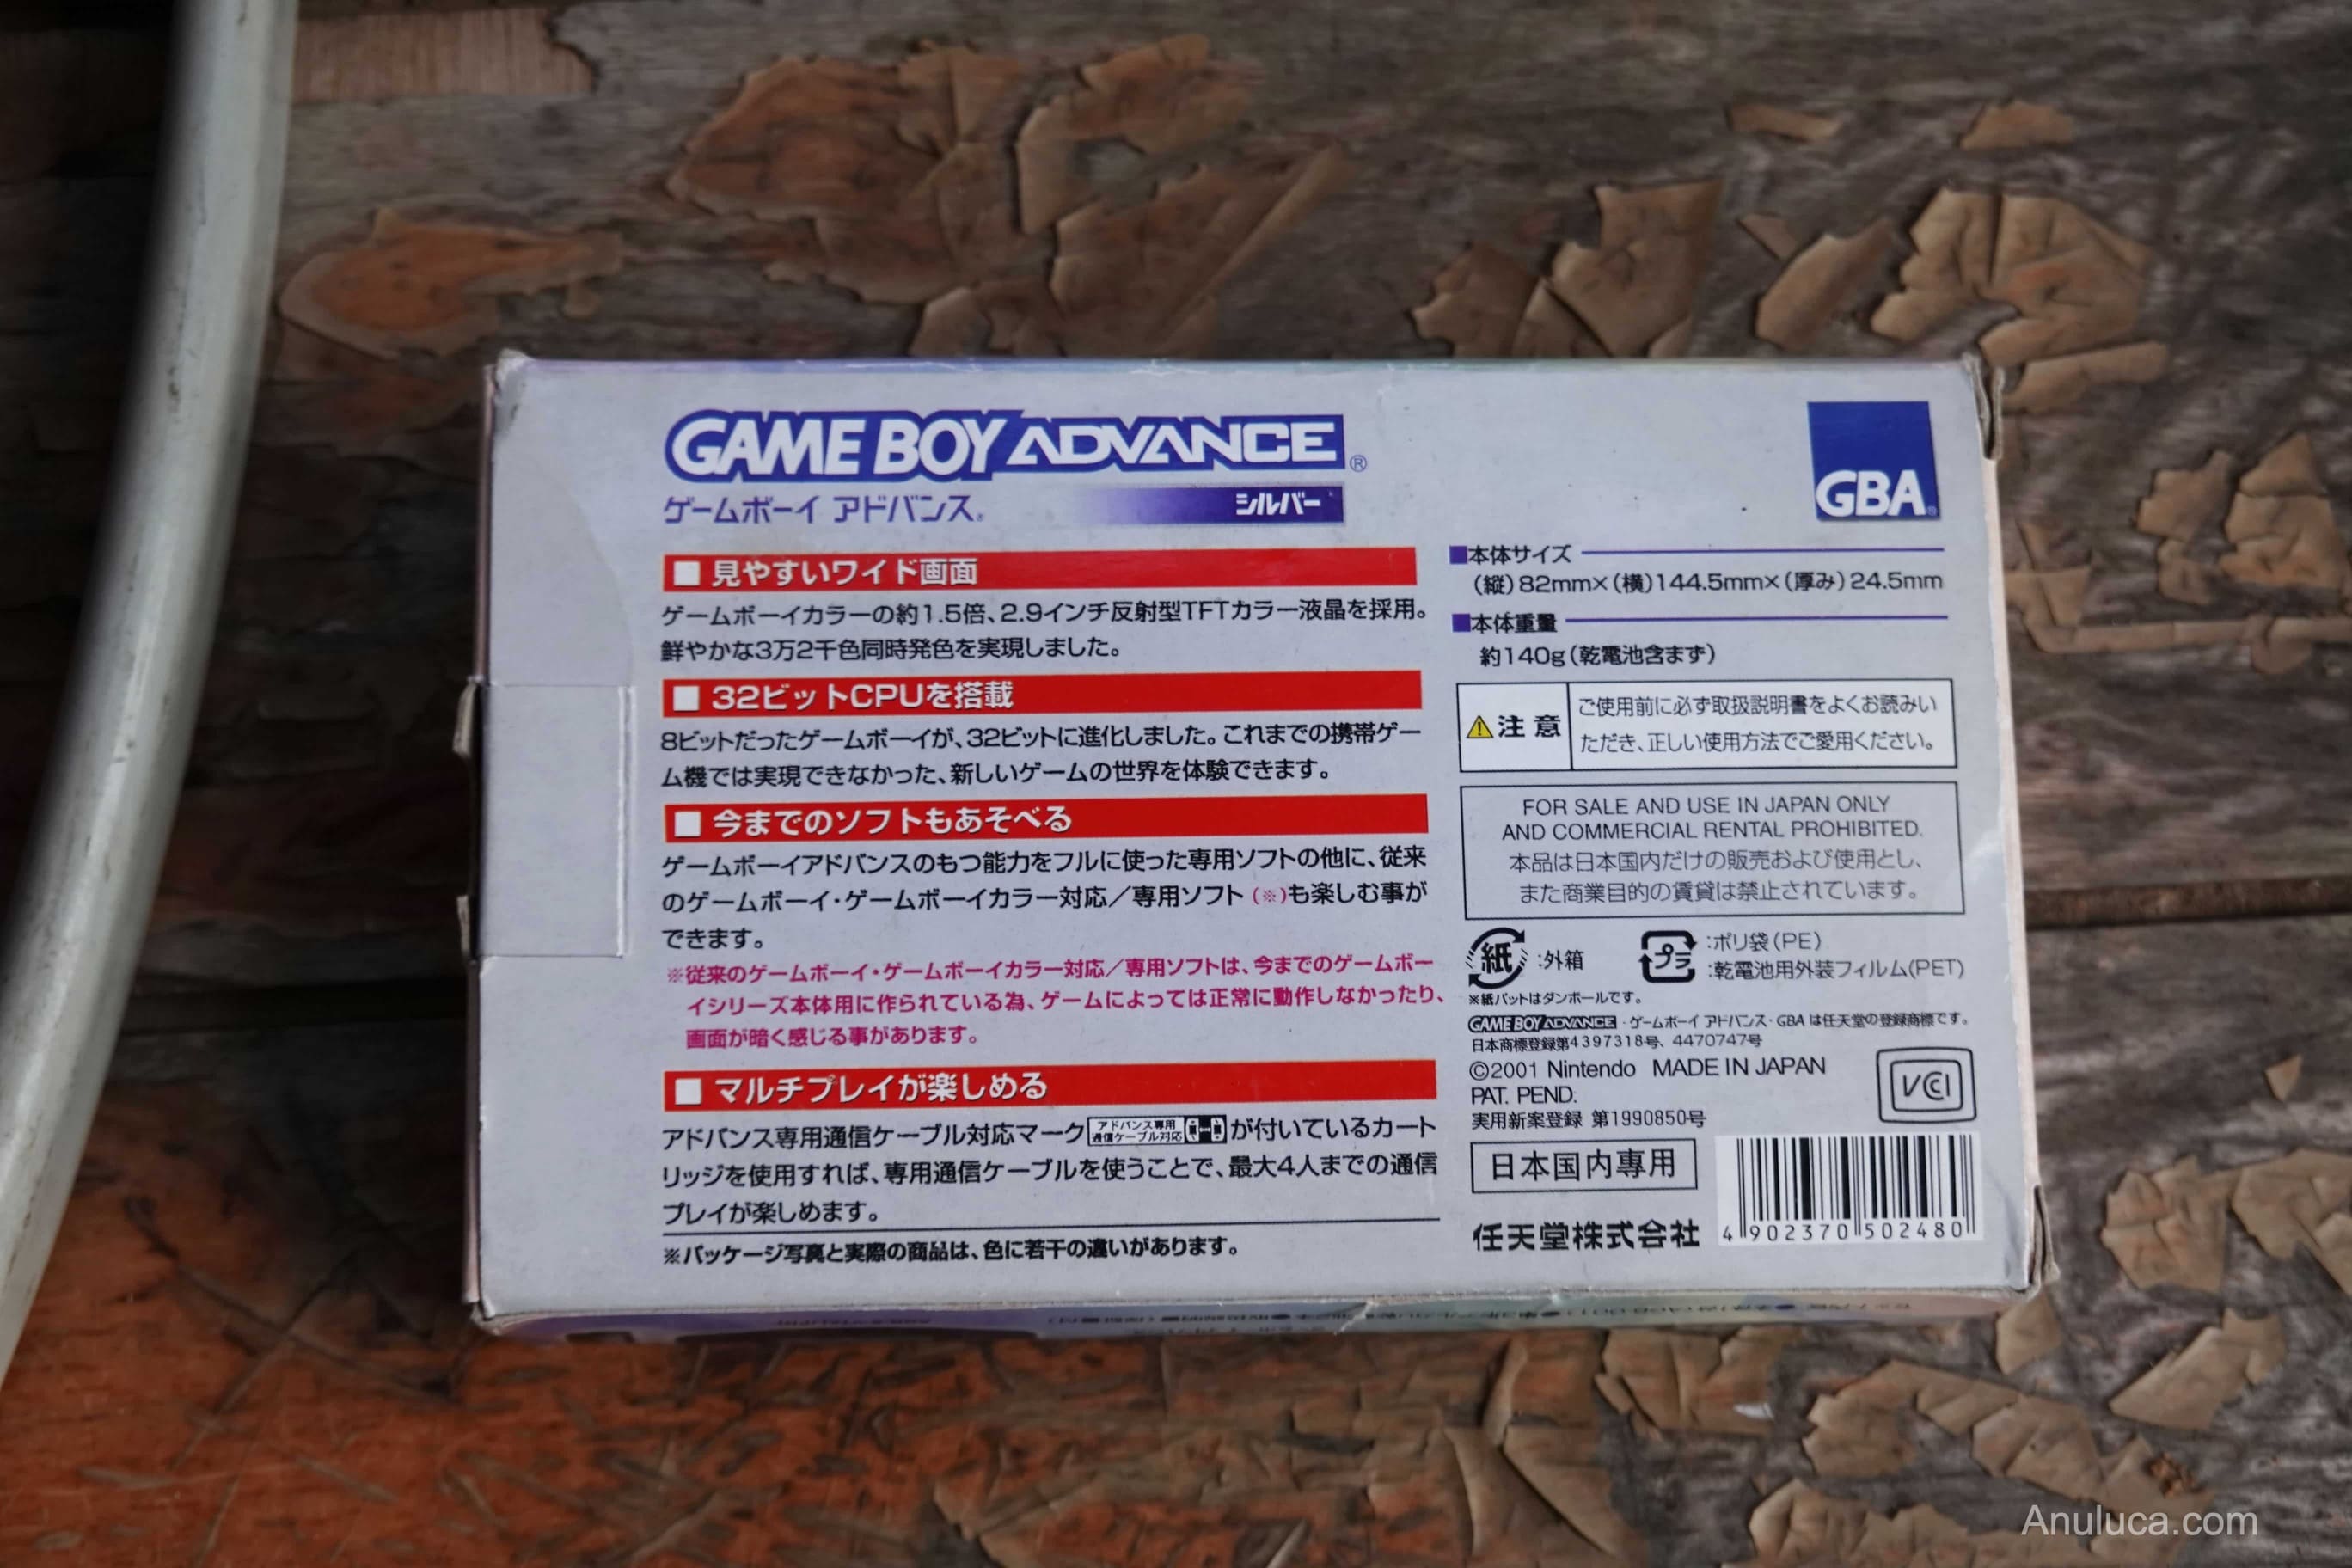 GAME BOY ADVANCE®
ゲームボーイ アドバンス®
シルバー
GBA®
■ 見やすいワイド画面
ゲームボーイカラーの約1.5倍、2.9インチ反射型TFTカラー液晶を採用。
鮮やかな3万2千色同時発色を実現しました。
■ 32ビットCPUを搭載
8ビットだったゲームボーイが、32ビットに進化しました。これまでの携帯ゲー
ム機では実現できなかった、新しいゲームの世界を体験できます。
■ 今までのソフトもあそべる
ゲームボーイアドバンスのもつ能力をフルに使った専用ソフトの他に、従来
のゲームボーイ・ゲームボーイカラー対応／専用ソフト(※)も楽しむ事が
できます。
※従来のゲームボーイ・ゲームボーイカラー対応／専用ソフトは、今までのゲームボー
イシリーズ本体用に作られている為、ゲームによっては正常に動作しなかったり、
画面が暗く感じる事があります。
■ マルチプレイが楽しめる
アドバンス専用通信ケーブル対応マーク アドバンス専用 通信ケーブル対応 が付いているカート
リッジを使用すれば、専用通信ケーブルを使うことで、最大4人までの通信
プレイが楽しめます。
※パッケージ写真と実際の商品は、色に若干の違いがあります。
■本体サイズ
(縦)82mm×(横)144.5mm×(厚み)24.5mm
■本体重量
約140g(乾電池含まず)
注意
ご使用前に必ず取扱説明書をよくお読みい
ただき、正しい使用方法でご愛用ください。
FOR SALE AND USE IN JAPAN ONLY
AND COMMERCIAL RENTAL PROHIBITED.
本品は日本国内だけの販売および使用とし、
また商業目的の賃貸は禁止されています。
紙 :外箱
プラ :ポリ袋(PE)
:乾電池用外装フィルム(PET)
※紙パットはダンボールです。
GAME BOY ADVANCE・ゲームボーイ アドバンス・GBA は任天堂の登録商標です。
日本商標登録第4397318号、4470747号
©2001 Nintendo MADE IN JAPAN
PAT. PEND.
実用新案登録 第1990850号
VCCI
日本国内専用
任天堂株式会社
4 902370 502480
Anuluca.com